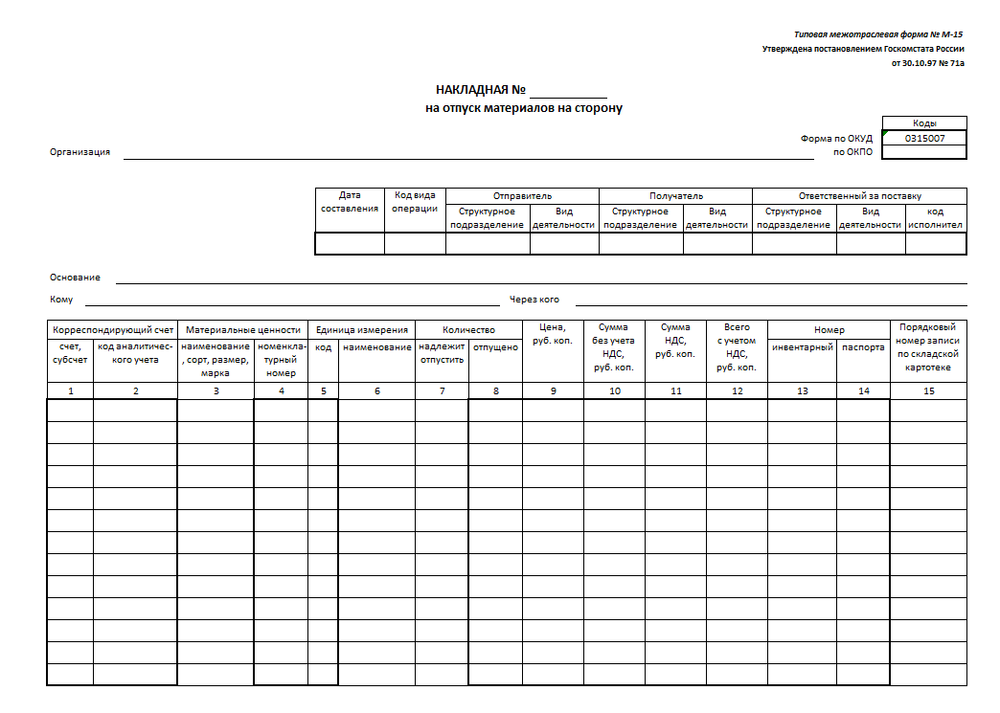 Типовая межотраслевая форма № М-15
Утверждена постановлением Госкомстата России
от 30.10.97 № 71а
НАКЛАДНАЯ №
на отпуск материалов на сторону
Коды
Форма по ОКУД 0315007
Организация по ОКПО
Дата Код вида Отправитель Получатель Ответственный за поставку
составления операции Структурное Вид Структурное Вид Структурное Вид код
подразделение деятельности подразделение деятельности подразделение деятельности исполнител
Основание
Кому Через кого
Корреспондирующий счет Материальные ценности Единица измерения Количество Цена, Сумма Сумма Всего Номер Порядковый
руб. коп. без учета НДС, с учетом номер записи
счет, код аналитичес- наименование номенкла- код наименование надлежит отпущено НДС, руб. коп. НДС, инвентарный паспорта по складской
субсчет кого учета , сорт, размер, турный отпустить руб. коп. руб. коп. картотеке
марка номер
1 2 3 4 5 6 7 8 9 10 11 12 13 14 15